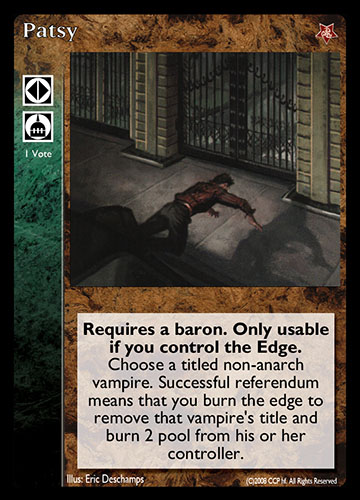 Patsy
1 Vote
Requires a baron. Only usable
if you control the Edge.
Choose a titled non-anarch
vampire. Successful referendum
means that you burn the edge to
remove that vampire's title and
burn 2 pool from his or her
controller.
Illus: Eric Deschamps
(C)2008 CCP hf. All Rights Reserved